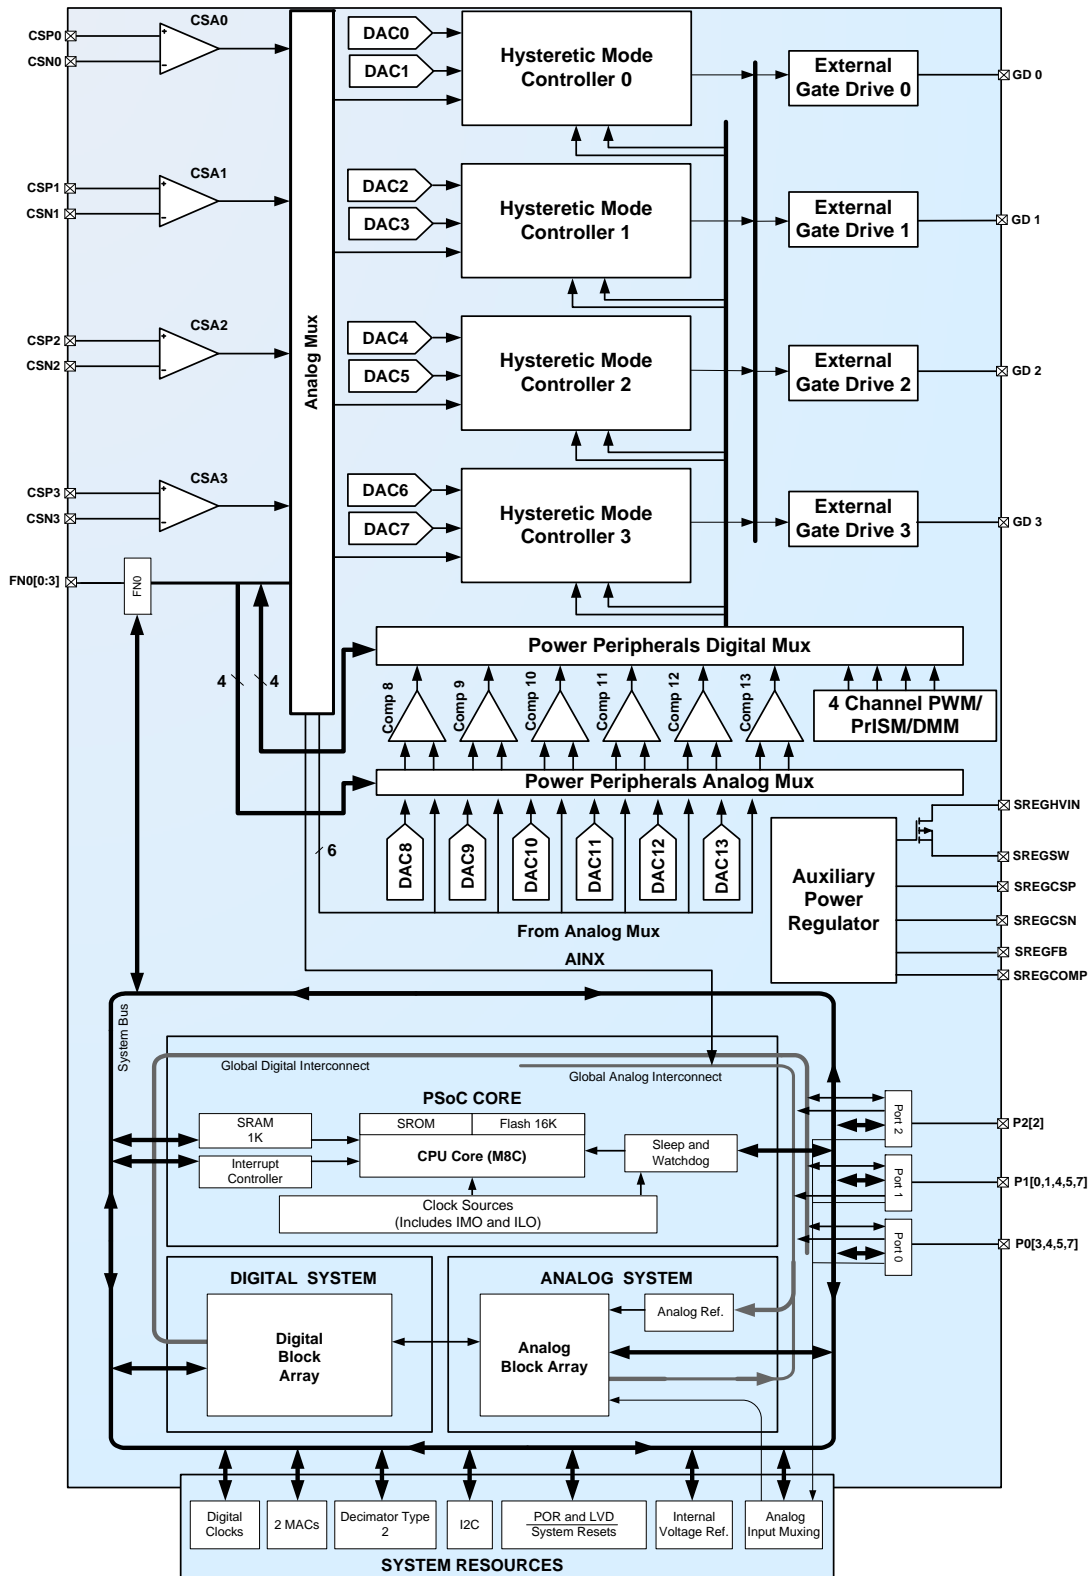 CSA0
CSP0
CSN0
DAC0
DAC1
Hysteretic Mode
Controller 0
External
Gate Drive 0
GD 0
CSA1
CSP1
CSN1
DAC2
DAC3
Hysteretic Mode
Controller 1
External
Gate Drive 1
GD 1
CSA2
CSP2
CSN2
Analog Mux
DAC4
DAC5
Hysteretic Mode
Controller 2
External
Gate Drive 2
GD 2
CSA3
CSP3
CSN3
DAC6
DAC7
Hysteretic Mode
Controller 3
External
Gate Drive 3
GD 3
FN0[0:3]
FN0
Power Peripherals Digital Mux
4
4
Comp 8
Comp 9
Comp 10
Comp 11
Comp 12
Comp 13
4 Channel PWM/
PrISM/DMM
Power Peripherals Analog Mux
6
DAC8
DAC9
DAC10
DAC11
DAC12
DAC13
From Analog Mux
AINX
Auxiliary
Power
Regulator
SREGHVIN
SREGSW
SREGCSP
SREGCSN
SREGFB
SREGCOMP
System Bus
Global Digital Interconnect
Global Analog Interconnect
PSoC CORE
SRAM
1K
SROM
Flash 16K
CPU Core (M8C)
Interrupt
Controller
Sleep and
Watchdog
Clock Sources
(Includes IMO and ILO)
Port 2
P2[2]
Port 1
P1[0,1,4,5,7]
Port 0
P0[3,4,5,7]
DIGITAL SYSTEM
Digital
Block
Array
ANALOG SYSTEM
Analog
Block Array
Analog Ref.
Digital
Clocks
2 MACs
Decimator Type
2
I2C
POR and LVD
System Resets
Internal
Voltage Ref.
Analog
Input Muxing
SYSTEM RESOURCES